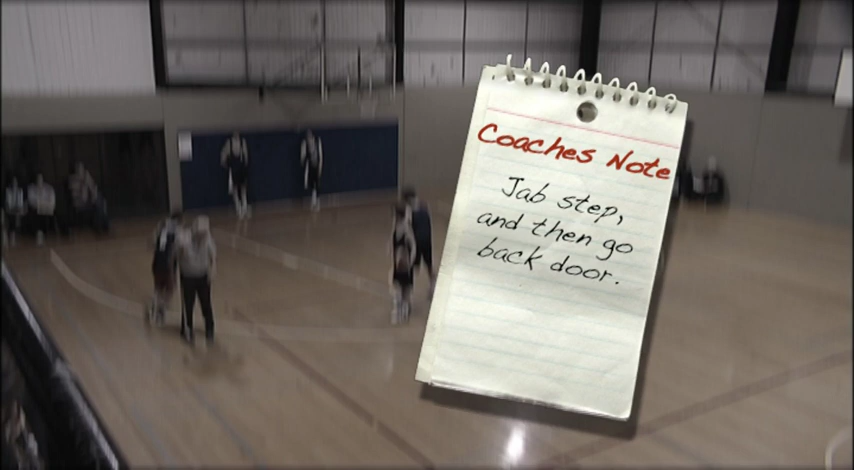 Coaches Note
Jab step,
and then go
back door.